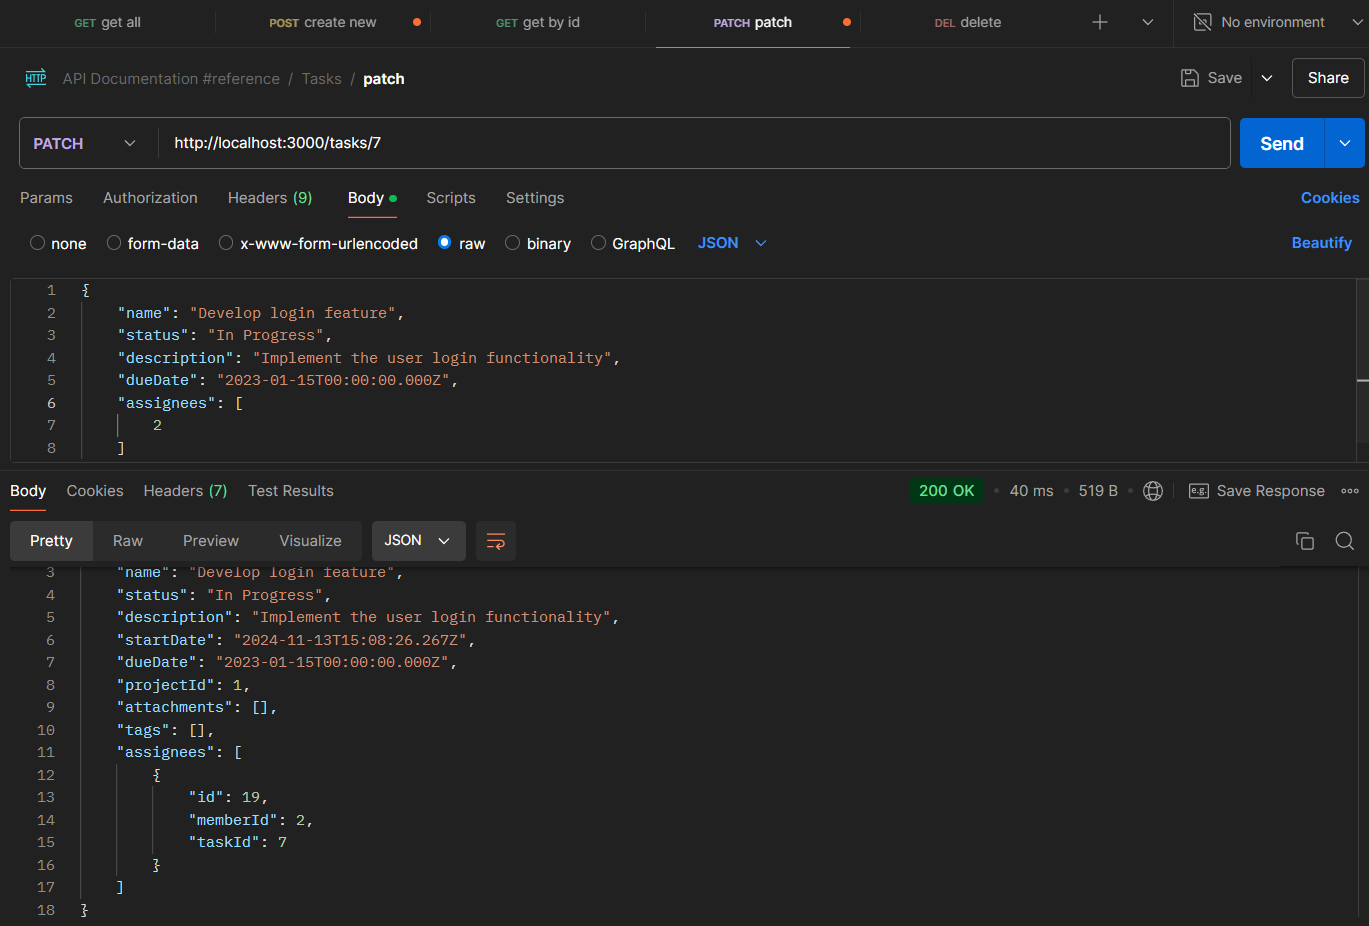 GET get all POST create new GET get by id PATCH patch DEL delete No environment
HTTP API Documentation #reference / Tasks / patch Save Share
PATCH http://localhost:3000/tasks/7 Send
Params Authorization Headers (9) Body Scripts Settings Cookies
none form-data x-www-form-urlencoded raw binary GraphQL JSON Beautify
1 {
2 "name": "Develop login feature",
3 "status": "In Progress",
4 "description": "Implement the user login functionality",
5 "dueDate": "2023-01-15T00:00:00.000Z",
6 "assignees": [
7 2
8 ]
Body Cookies Headers (7) Test Results 200 OK • 40 ms • 519 B • e.g. Save Response
Pretty Raw Preview Visualize JSON
3 "name": "Develop login feature",
4 "status": "In Progress",
5 "description": "Implement the user login functionality",
6 "startDate": "2024-11-13T15:08:26.267Z",
7 "dueDate": "2023-01-15T00:00:00.000Z",
8 "projectId": 1,
9 "attachments": [],
10 "tags": [],
11 "assignees": [
12 {
13 "id": 19,
14 "memberId": 2,
15 "taskId": 7
16 }
17 ]
18 }